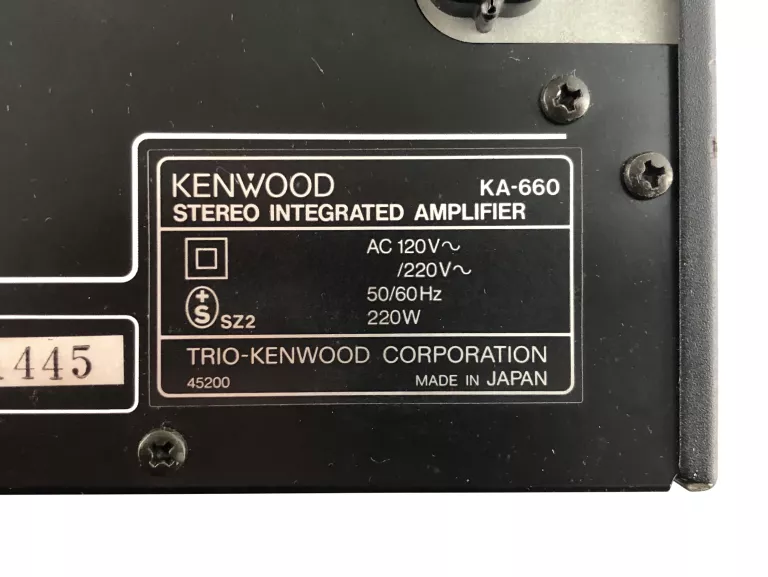 KENWOOD KA-660
STEREO INTEGRATED AMPLIFIER
AC 120V~
/220V~
50/60Hz
+S SZ2 220W
TRIO-KENWOOD CORPORATION
45200 MADE IN JAPAN
1445